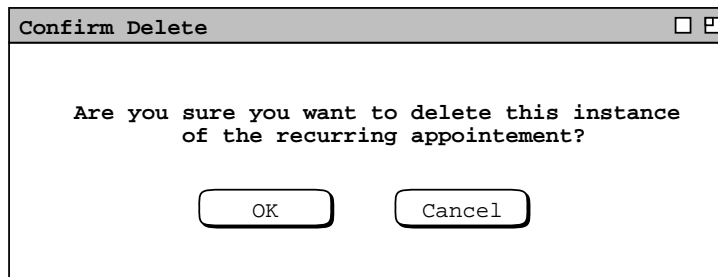 Confirm Delete
Are you sure you want to delete this instance
of the recurring appointement?
OK Cancel